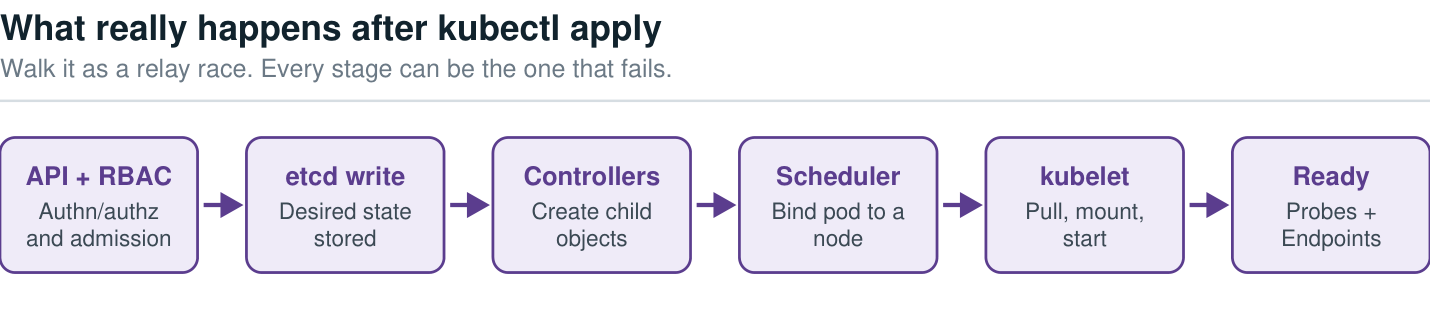 What really happens after kubectl apply
Walk it as a relay race. Every stage can be the one that fails.
API + RBAC
Authn/authz
and admission
etcd write
Desired state
stored
Controllers
Create child
objects
Scheduler
Bind pod to a
node
kubelet
Pull, mount,
start
Ready
Probes +
Endpoints